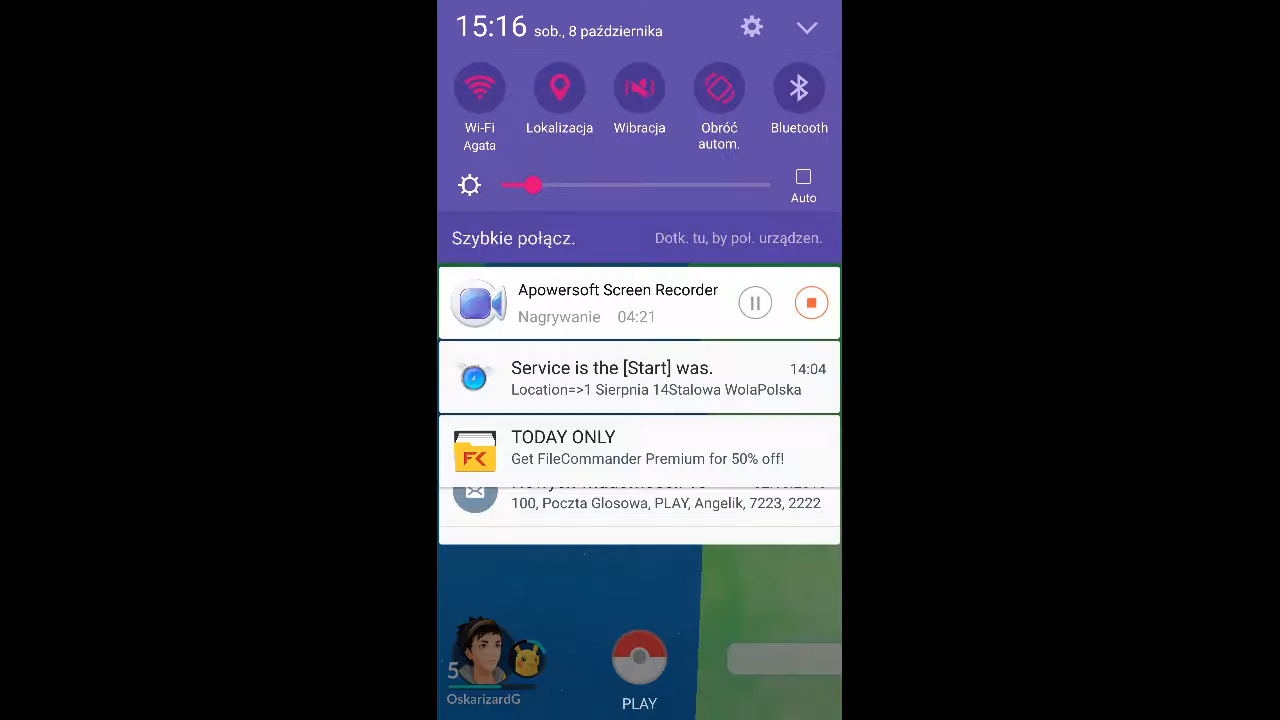 15:16 sob., 8 października
Wi-Fi
Agata
Lokalizacja
Wibracja
Obróć
autom.
Bluetooth
Auto
Szybkie połącz.
Dotk. tu, by poł. urządzen.
Apowersoft Screen Recorder
Nagrywanie 04:21
Service is the [Start] was. 14:04
Location=>1 Sierpnia 14Stalowa WolaPolska
TODAY ONLY
Get FileCommander Premium for 50% off!
100, Poczta Glosowa, PLAY, Angelik, 7223, 2222
5
OskarizardG
PLAY